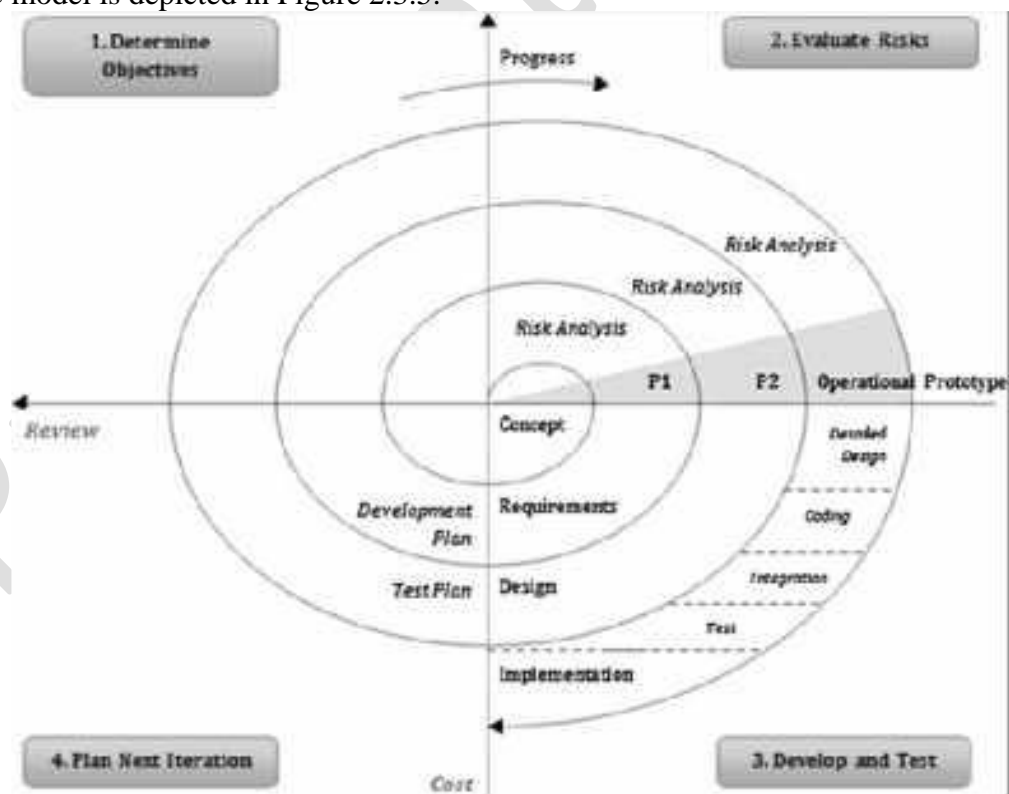 model is depicted in Figure 2.3.3.
1. Determine
Objectives
2. Evaluate Risks
Progress
Risk Analysis
Risk Analysis
Risk Analysis
P1
P2
Operational Prototype
Review
Concept
Detailed
Design
Requirements
Development
Plan
Coding
Integration
Test Plan
Design
Test
Implementation
4. Plan Next Iteration
3. Develop and Test
Cost